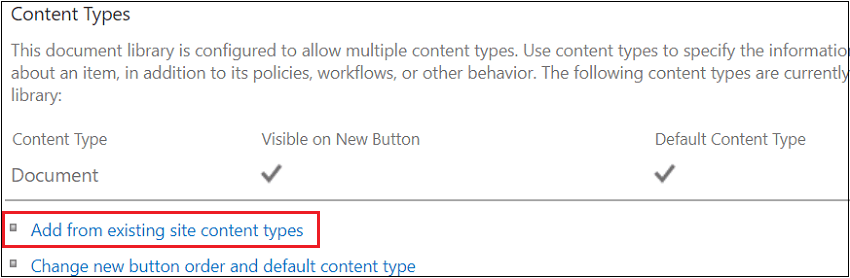 Content Types
This document library is configured to allow multiple content types. Use content types to specify the information
about an item, in addition to its policies, workflows, or other behavior. The following content types are currently
library:
Content Type Visible on New Button Default Content Type
Document
Add from existing site content types
Change new button order and default content type